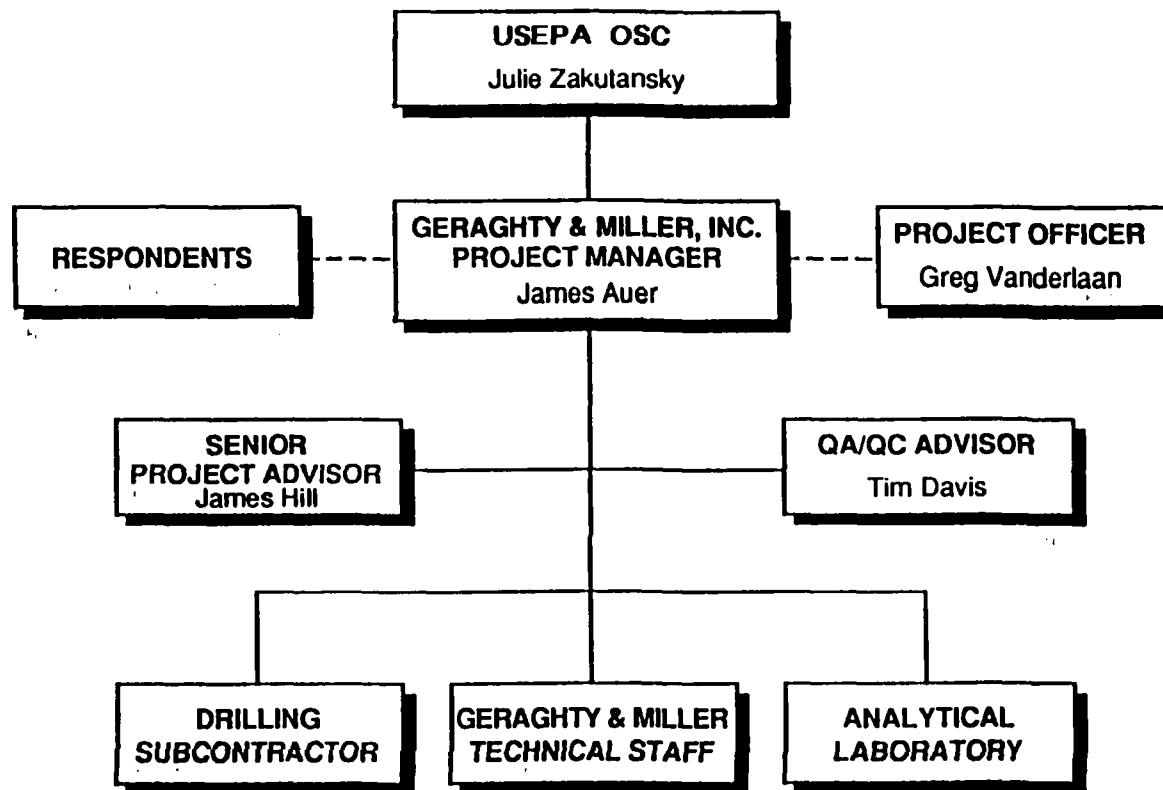 USEPA OSC
Julie Zakutansky
RESPONDENTS
GERAGHTY & MILLER, INC.
PROJECT MANAGER
James Auer
PROJECT OFFICER
Greg Vanderlaan
SENIOR
PROJECT ADVISOR
James Hill
QA/QC ADVISOR
Tim Davis
DRILLING
SUBCONTRACTOR
GERAGHTY & MILLER
TECHNICAL STAFF
ANALYTICAL
LABORATORY